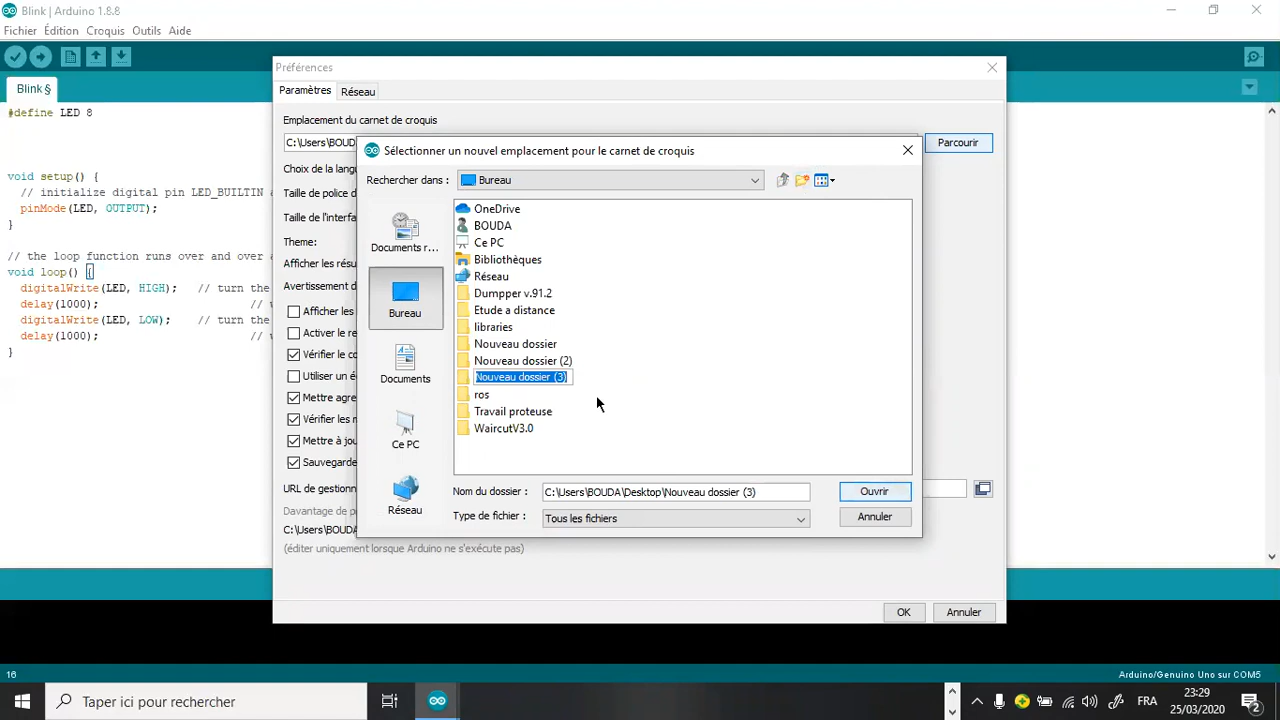 Blink | Arduino 1.8.8
Fichier Édition Croquis Outils Aide
Blink §
#define LED 8
void setup() {
// initialize digital pin LED_BUILTIN
pinMode(LED, OUTPUT);
}
// the loop function runs over and over
void loop() {
digitalWrite(LED, HIGH); // turn the
delay(1000); //
digitalWrite(LED, LOW); // turn the
delay(1000); //
}
Préférences
Paramètres Réseau
Emplacement du carnet de croquis
C:\Users\BOUD
Parcourir
Choix de la langu
Taille de police d
Taille de l'interfa
Theme:
Afficher les résu
Avertissement d
Afficher les
Activer le re
Vérifier le co
Utiliser un é
Mettre agre
Vérifier les m
Mettre à jou
Sauvegarde
URL de gestionn
Davantage de p
C:\Users\BOUDA
(éditer uniquement lorsque Arduino ne s'exécute pas)
OK Annuler
Sélectionner un nouvel emplacement pour le carnet de croquis
Rechercher dans : Bureau
Documents r...
Bureau
Documents
Ce PC
Réseau
OneDrive
BOUDA
Ce PC
Bibliothèques
Réseau
Dumpper v.91.2
Etude a distance
libraries
Nouveau dossier
Nouveau dossier (2)
Nouveau dossier (3)
ros
Travail proteuse
WaircutV3.0
Nom du dossier : C:\Users\BOUDA\Desktop\Nouveau dossier (3) Ouvrir
Type de fichier : Tous les fichiers Annuler
16 Arduino/Genuino Uno sur COM5
Taper ici pour rechercher
FRA
23:29
25/03/2020
2